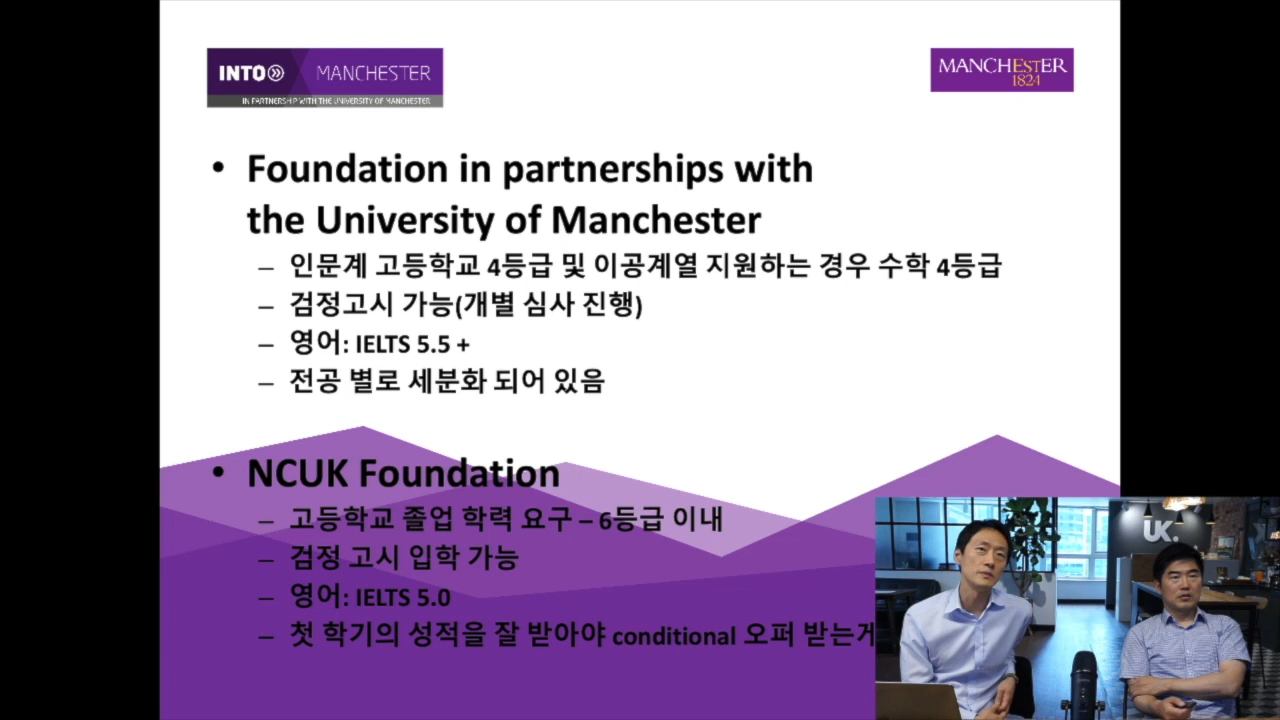 INTO MANCHESTER
IN PARTNERSHIP WITH THE UNIVERSITY OF MANCHESTER
MANCHESTER
1824
• Foundation in partnerships with
the University of Manchester
– 인문계 고등학교 4등급 및 이공계열 지원하는 경우 수학 4등급
– 검정고시 가능(개별 심사 진행)
– 영어: IELTS 5.5 +
– 전공 별로 세분화 되어 있음
• NCUK Foundation
– 고등학교 졸업 학력 요구 – 6등급 이내
– 검정 고시 입학 가능
– 영어: IELTS 5.0
– 첫 학기의 성적을 잘 받아야 conditional 오퍼 받는게
UK.